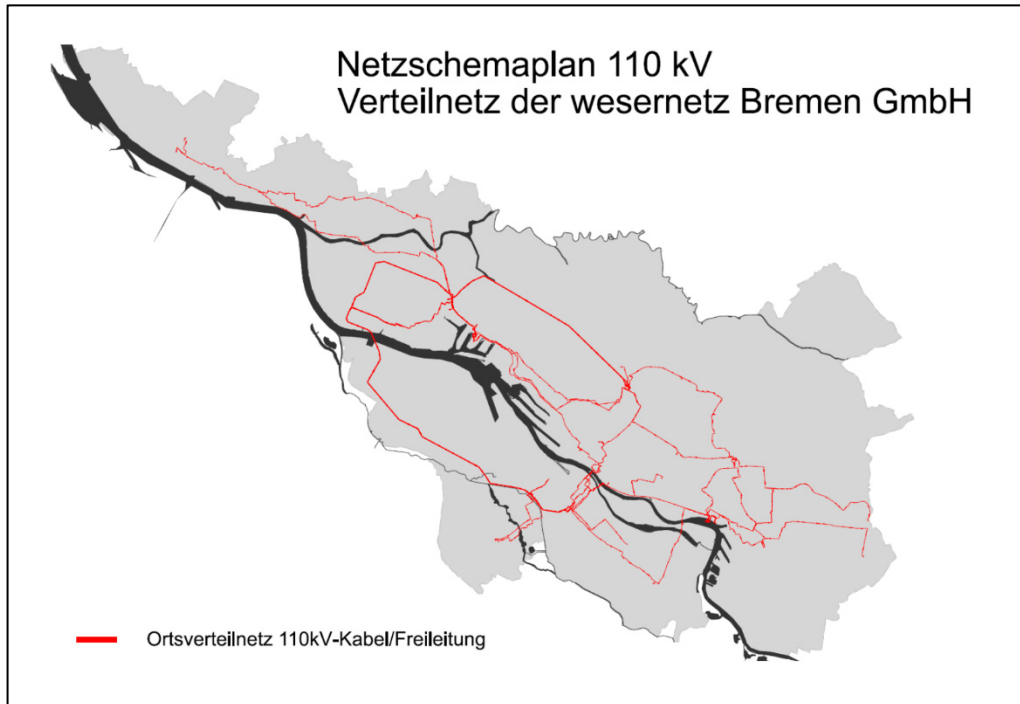 Netzschemaplan 110 kV
Verteilnetz der wesernetz Bremen GmbH
Ortsverteilnetz 110kV-Kabel/Freileitung